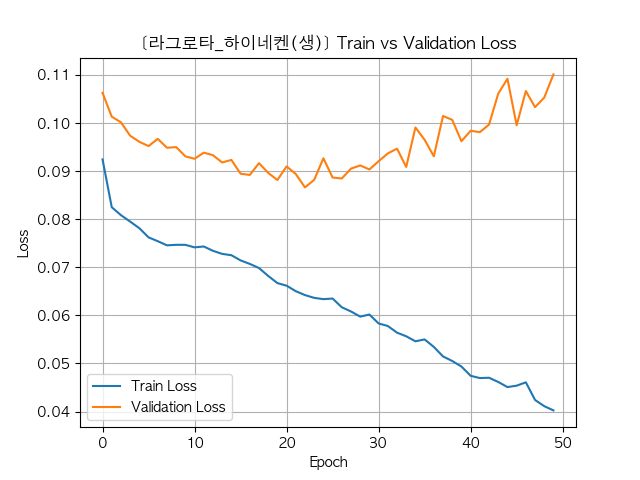 [라그로타_하이네켄(생)] Train vs Validation Loss
0.11
0.10
0.09
0.08
0.07
0.06
0.05
0.04
Loss
Train Loss
Validation Loss
0 10 20 30 40 50
Epoch